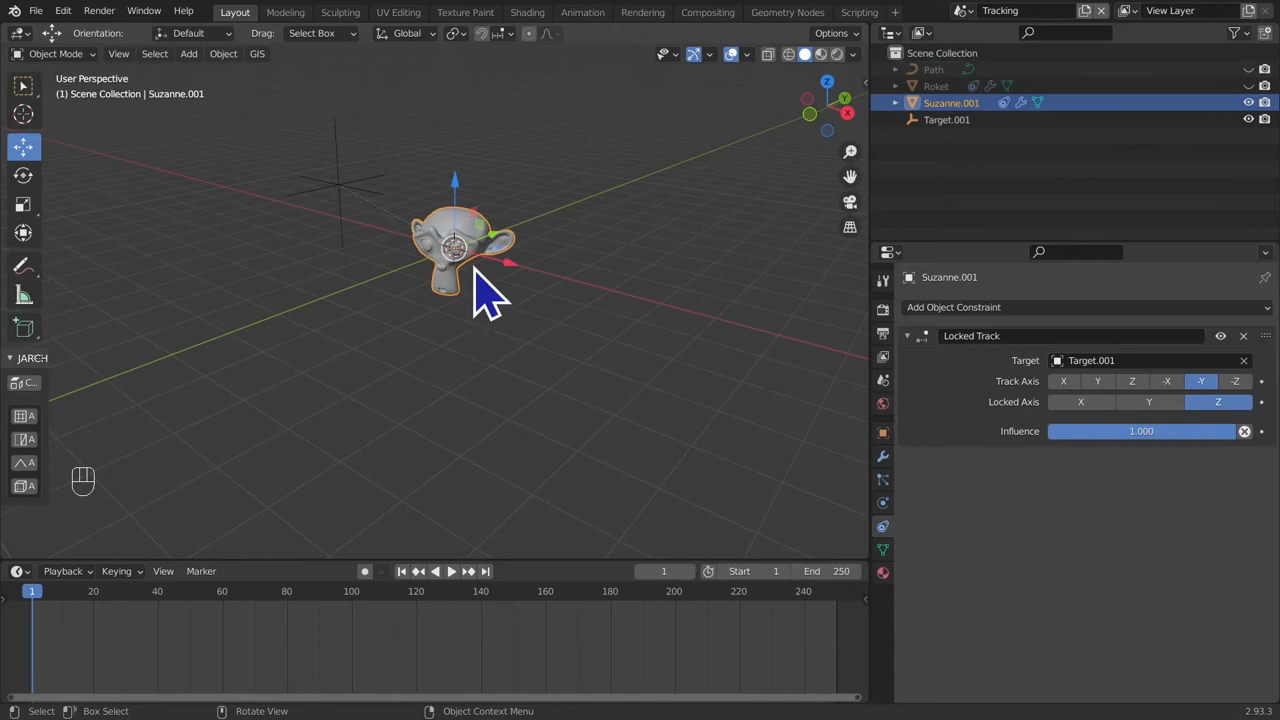 File Edit Render Window Help Layout Modeling Sculpting UV Editing Texture Paint Shading Animation Rendering Compositing Geometry Nodes Scripting + Tracking View Layer
Orientation: Default Drag: Select Box Global Options
Object Mode View Select Add Object GIS
User Perspective
(1) Scene Collection | Suzanne.001
Z
Y
X
JARCH
C...
A
A
A
A
Scene Collection
Path
Roket
Suzanne.001
Target.001
Suzanne.001
Add Object Constraint
Locked Track
Target Target.001
Track Axis X Y Z -X -Y -Z
Locked Axis X Y Z
Influence 1.000
Playback Keying View Marker 1 Start 1 End 250
1 20 40 60 80 100 120 140 160 180 200 220 240
Select Box Select Rotate View Object Context Menu 2.93.3